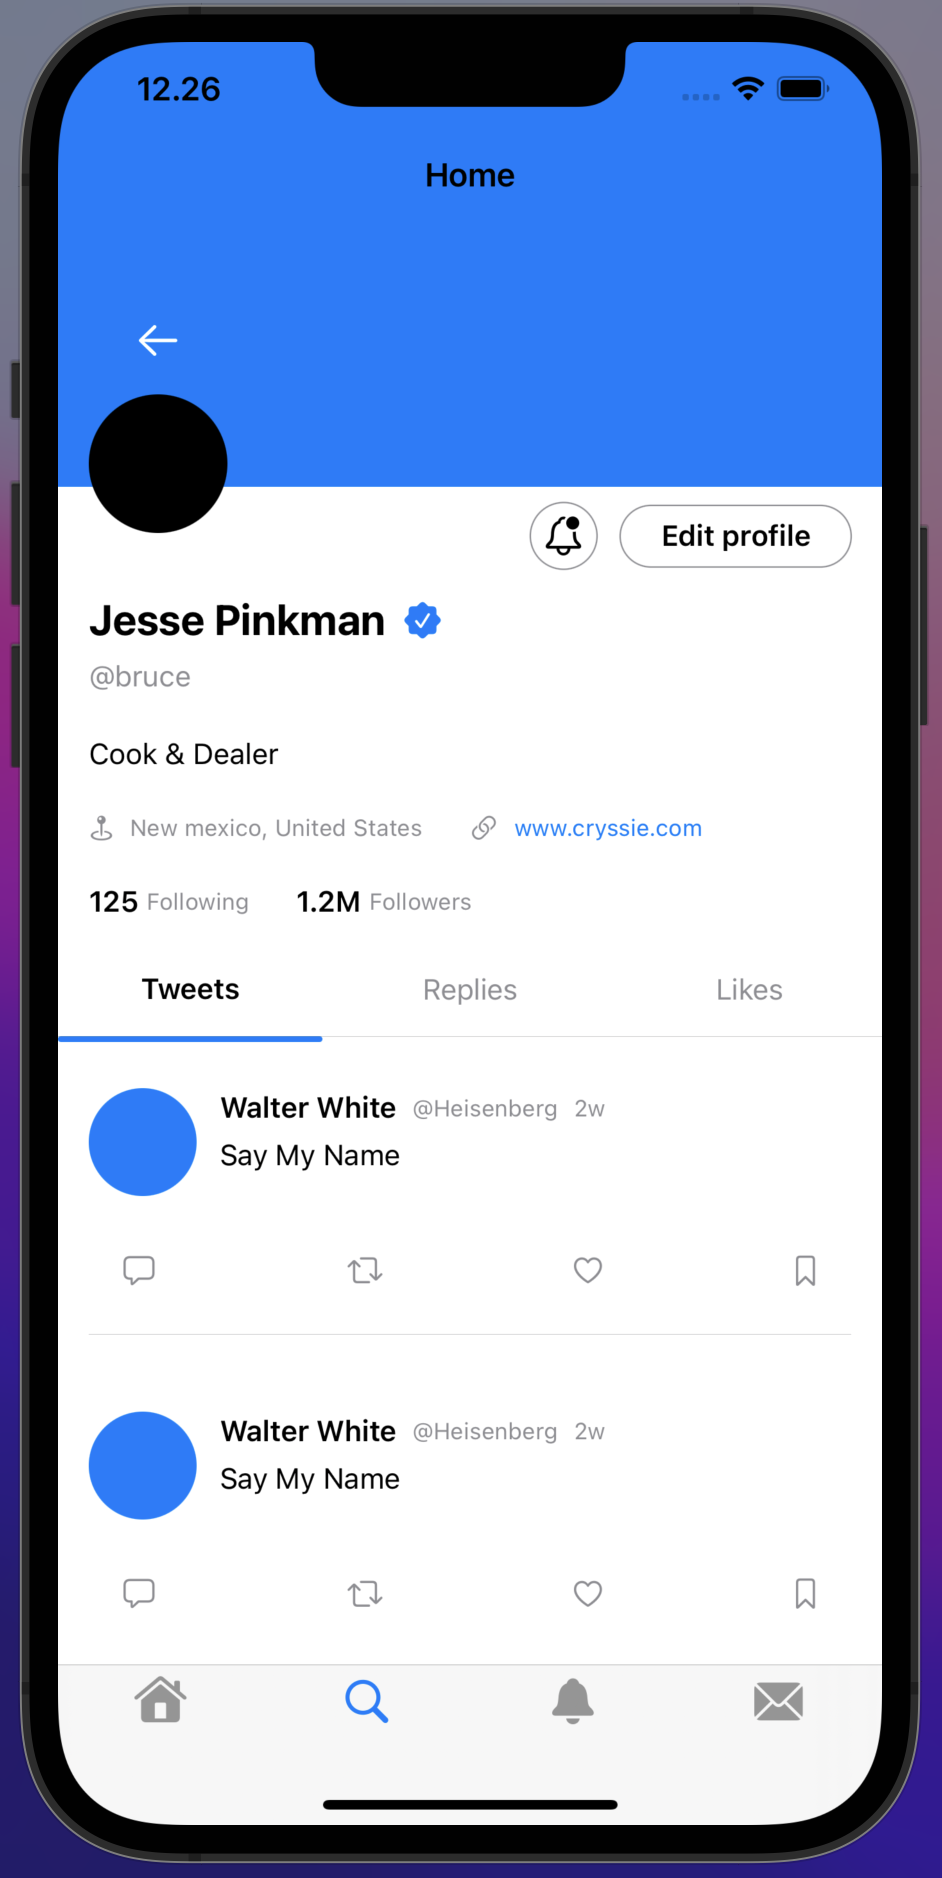 12.26
Home
Edit profile
Jesse Pinkman
@bruce
Cook & Dealer
New mexico, United States www.cryssie.com
125 Following 1.2M Followers
Tweets Replies Likes
Walter White @Heisenberg 2w
Say My Name
Walter White @Heisenberg 2w
Say My Name